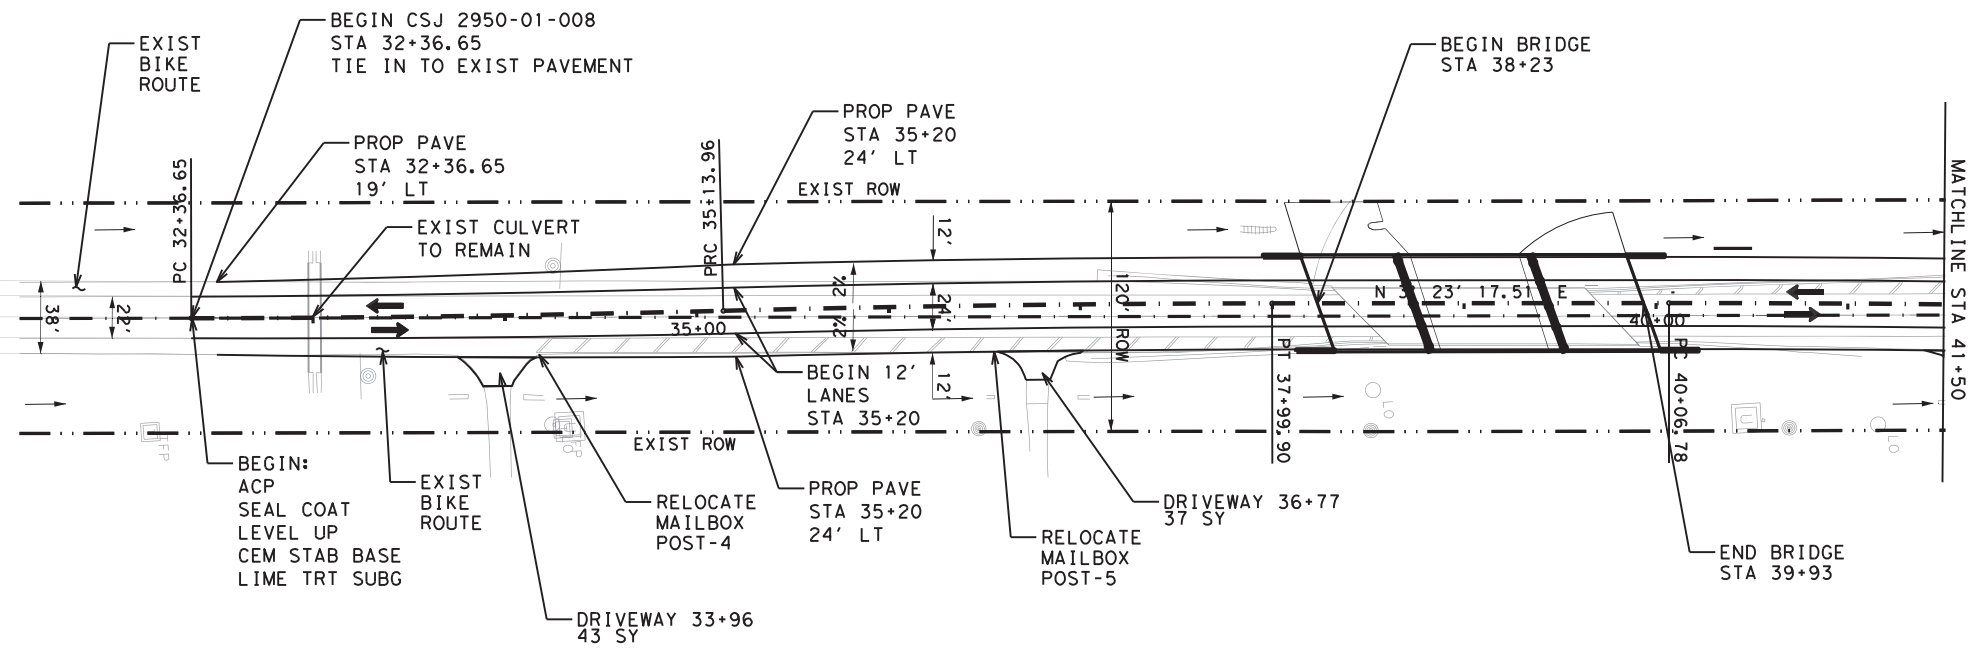 BEGIN CSJ 2950-01-008
STA 32+36.65
TIE IN TO EXIST PAVEMENT
EXIST
BIKE
ROUTE
BEGIN BRIDGE
STA 38+23
PROP PAVE
STA 35+20
24' LT
PROP PAVE
STA 32+36.65
19' LT
PC 32+36.65
PRC 35+13.96
EXIST ROW
EXIST CULVERT
TO REMAIN
MATCHLINE STA 41+50
12'
38'
22'
2%
2%
24'
12'
120' ROW
35+00
23' 17.51" E
40+00
PT 37+99.90
PC 40+06.78
BEGIN 12'
LANES
STA 35+20
EXIST ROW
LO
LO
BEGIN:
ACP
SEAL COAT
LEVEL UP
CEM STAB BASE
LIME TRT SUBG
EXIST
BIKE
ROUTE
RELOCATE
MAILBOX
POST-4
PROP PAVE
STA 35+20
24' LT
DRIVEWAY 36+77
37 SY
RELOCATE
MAILBOX
POST-5
END BRIDGE
STA 39+93
DRIVEWAY 33+96
43 SY